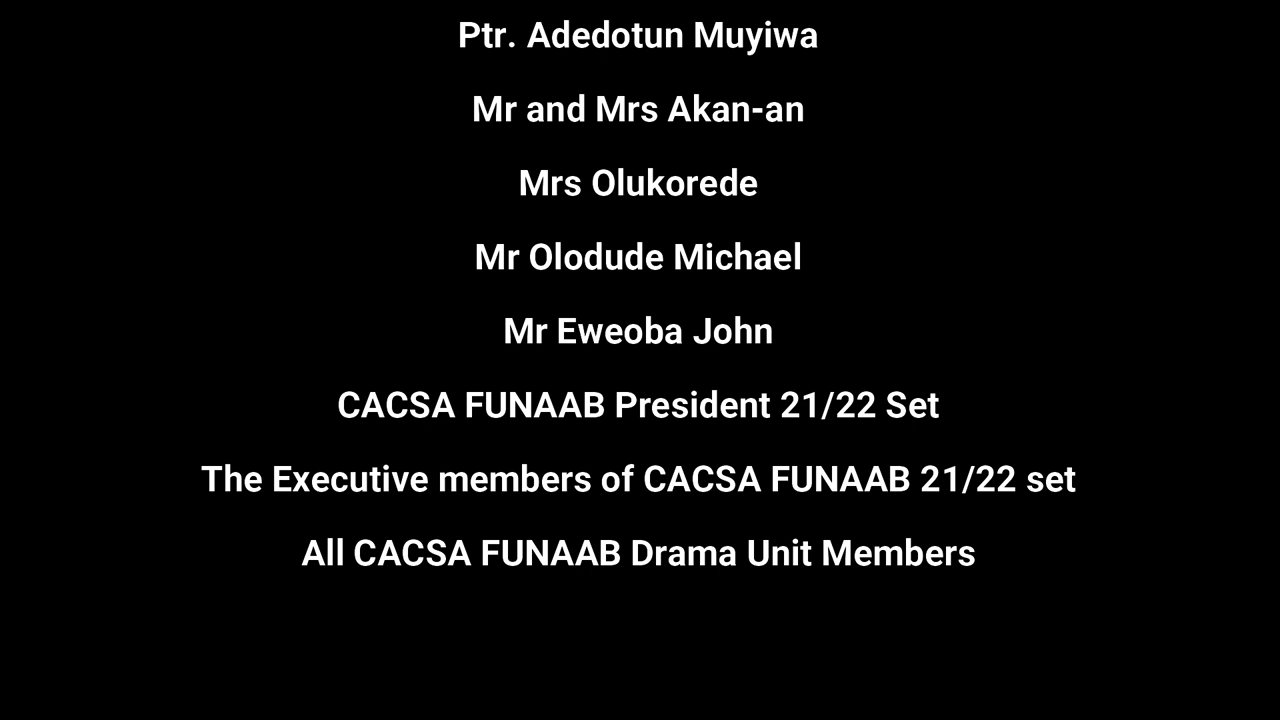 Ptr. Adedotun Muyiwa
Mr and Mrs Akan-an
Mrs Olukorede
Mr Olodude Michael
Mr Eweoba John
CACSA FUNAAB President 21/22 Set
The Executive members of CACSA FUNAAB 21/22 set
All CACSA FUNAAB Drama Unit Members